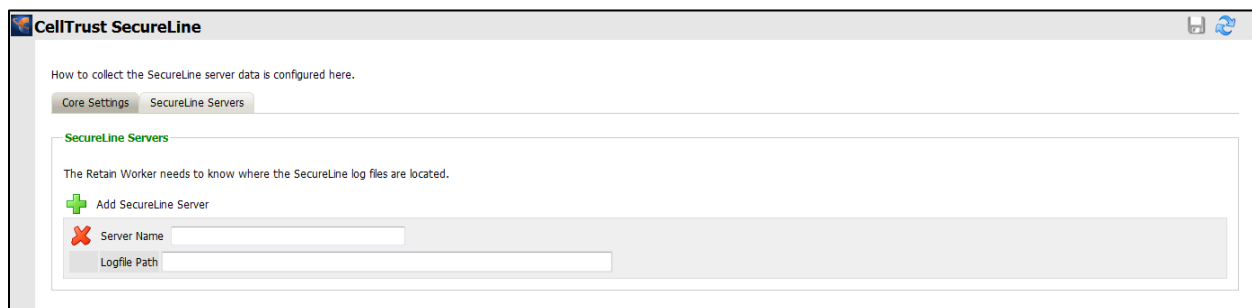 CellTrust SecureLine
How to collect the SecureLine server data is configured here.
Core Settings SecureLine Servers
SecureLine Servers
The Retain Worker needs to know where the SecureLine log files are located.
Add SecureLine Server
Server Name
Logfile Path